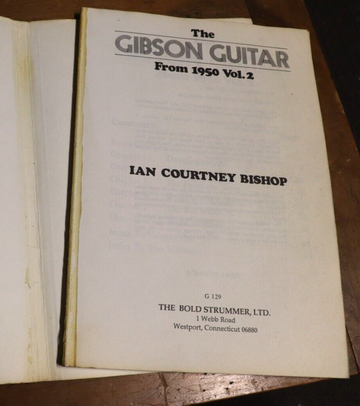 The
GIBSON GUITAR
From 1950 Vol.2
IAN COURTNEY BISHOP
G 129
THE BOLD STRUMMER, LTD.
1 Webb Road
Westport, Connecticut 06880